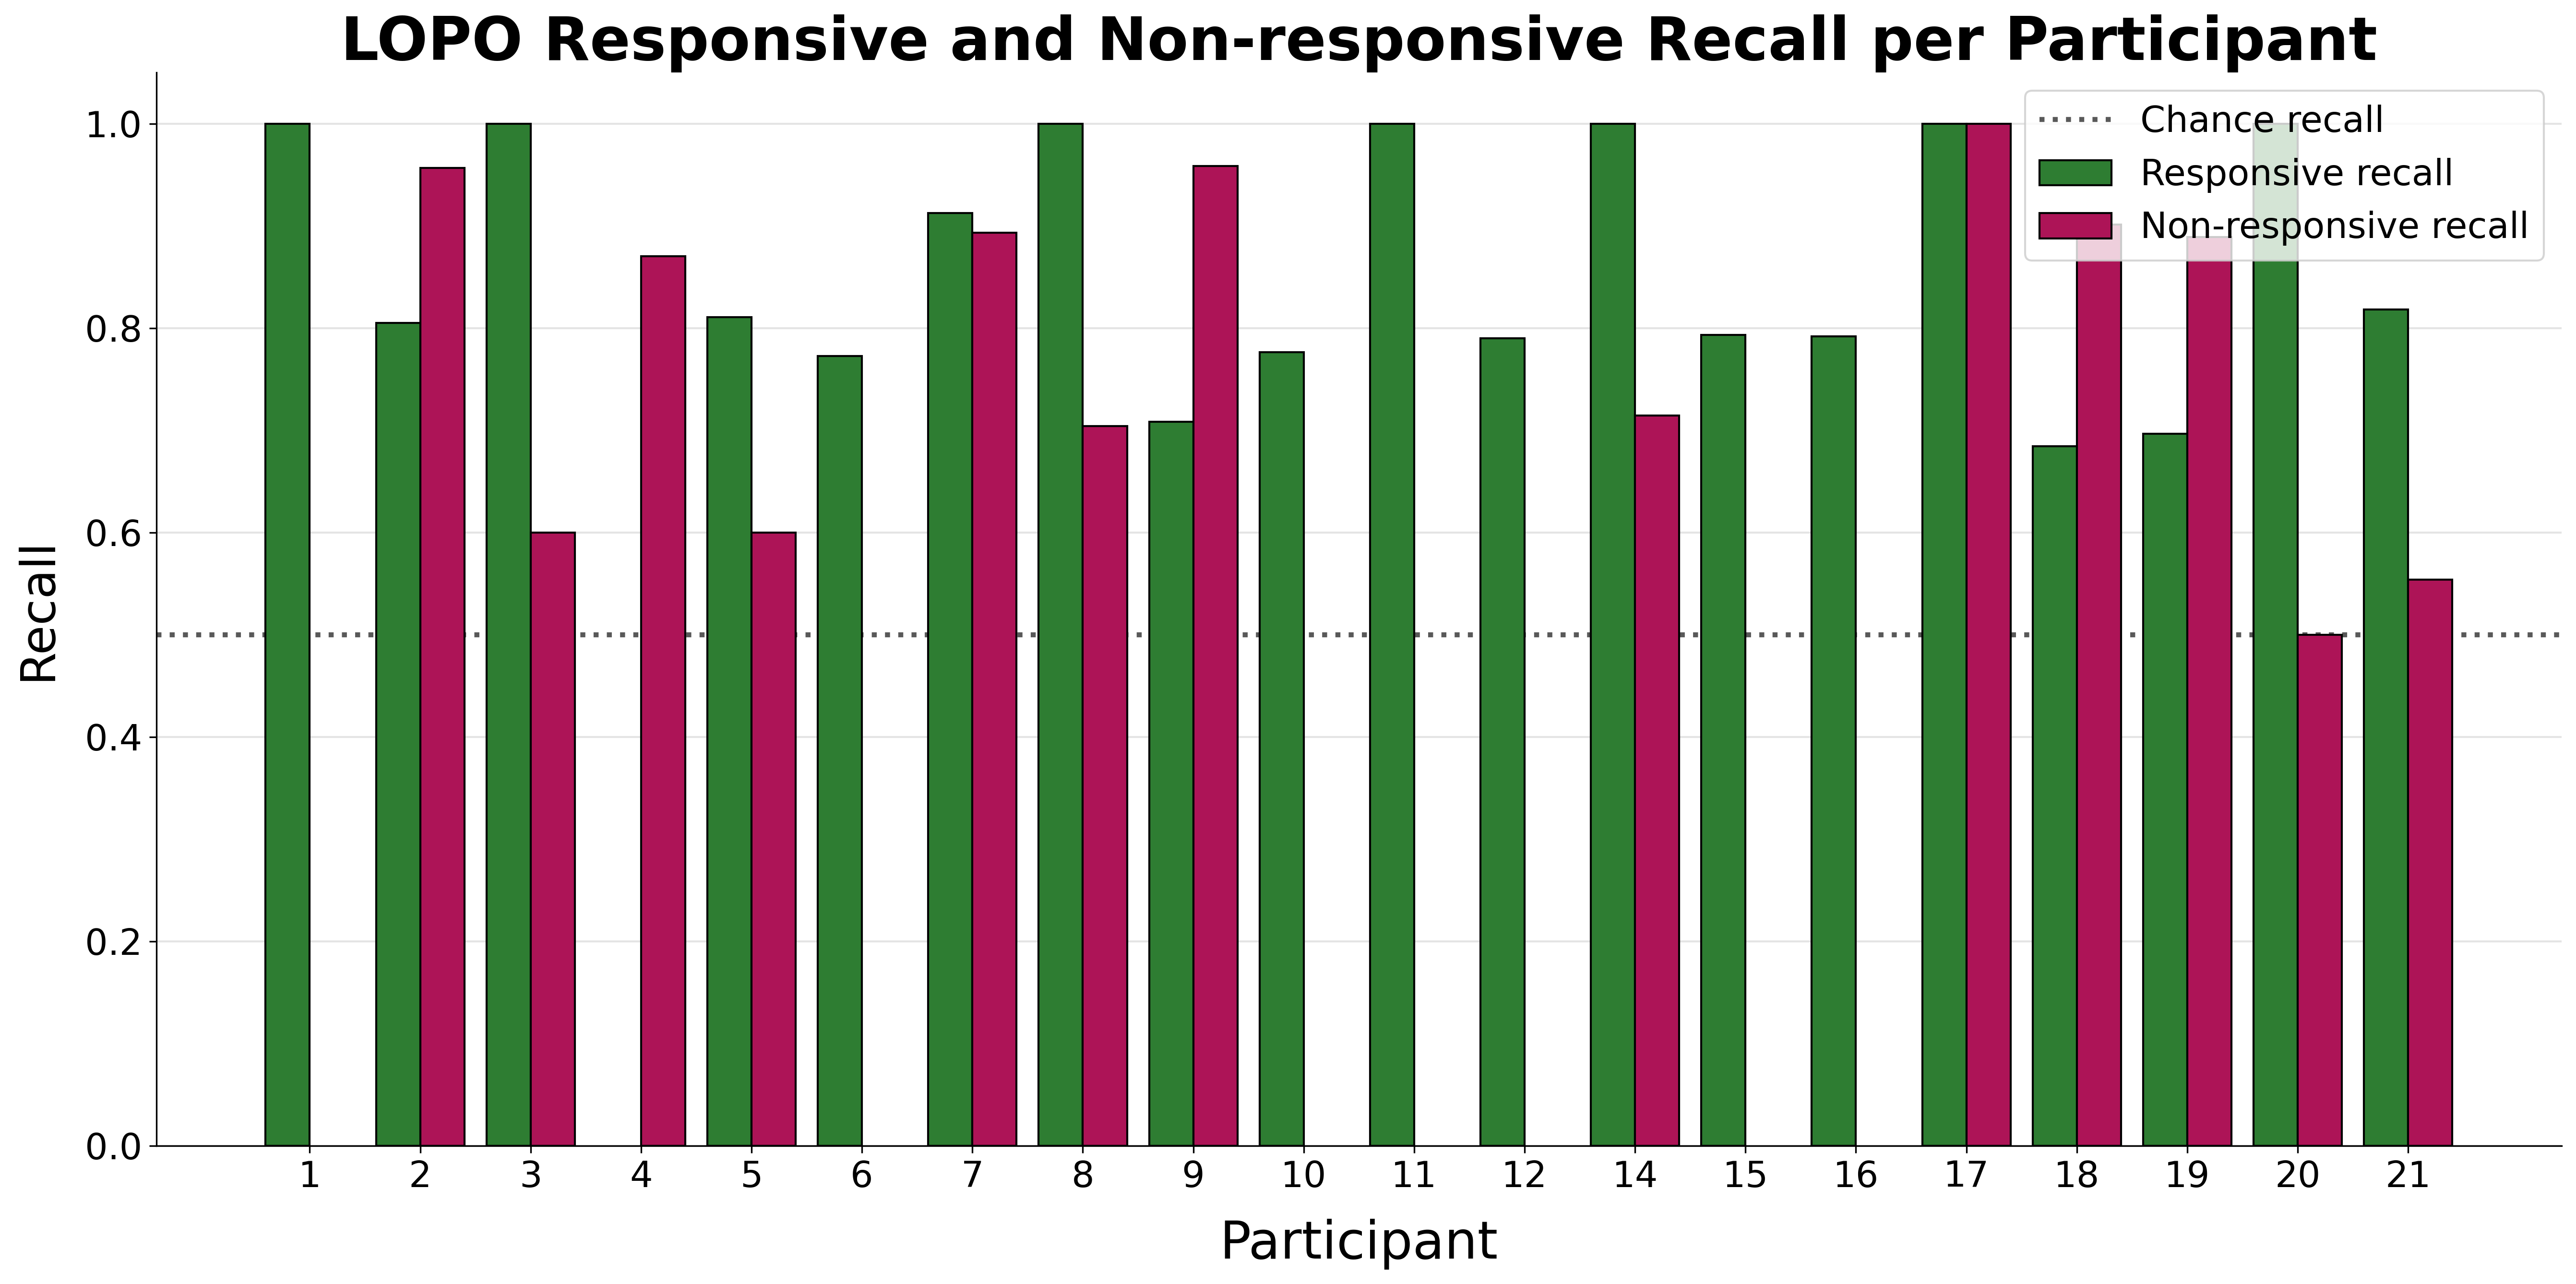 LOPO Responsive and Non-responsive Recall per Participant
Chance recall
Responsive recall
Non-responsive recall
Recall
1.0
0.8
0.6
0.4
0.2
0.0
1 2 3 4 5 6 7 8 9 10 11 12 14 15 16 17 18 19 20 21
Participant